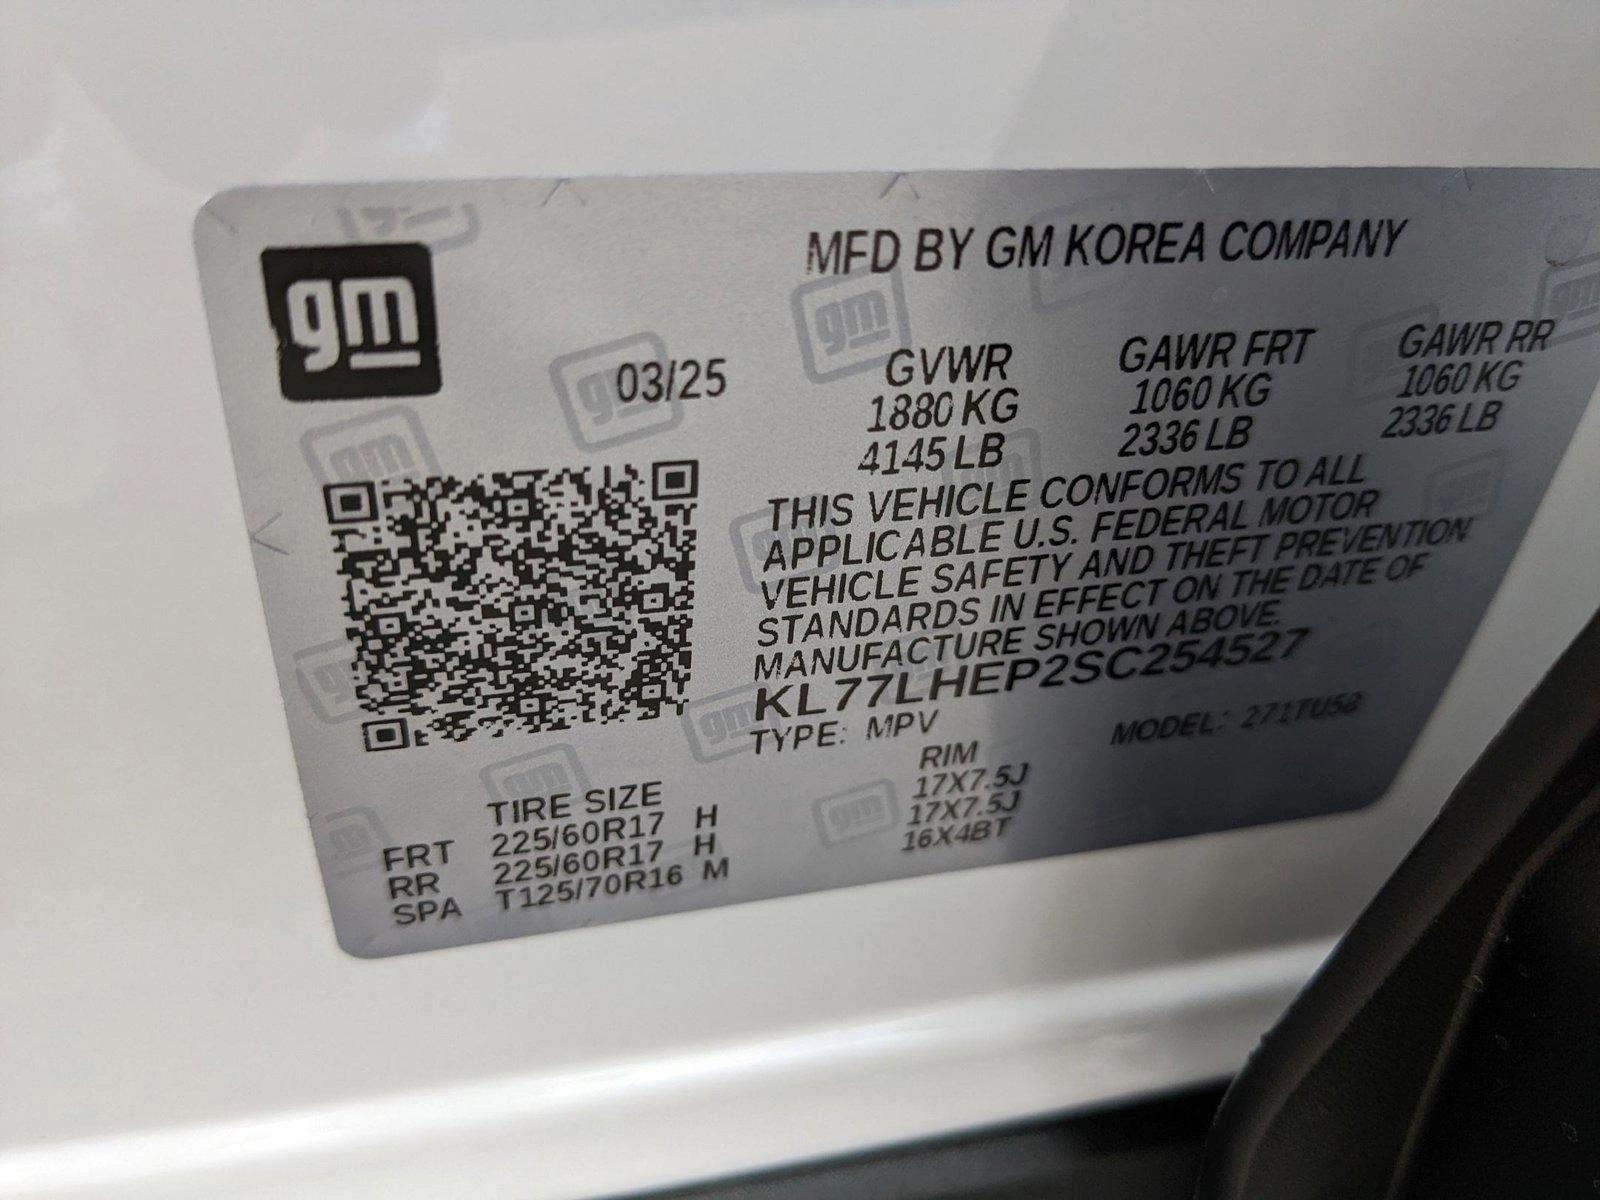 gm
MFD BY GM KOREA COMPANY
03/25 GVWR GAWR FRT GAWR RR
1880 KG 1060 KG 1060 KG
4145 LB 2336 LB 2336 LB
THIS VEHICLE CONFORMS TO ALL
APPLICABLE U.S. FEDERAL MOTOR
VEHICLE SAFETY AND THEFT PREVENTION
STANDARDS IN EFFECT ON THE DATE OF
MANUFACTURE SHOWN ABOVE.
KL77LHEP2SC254527
TYPE: MPV MODEL: 271TU58
TIRE SIZE RIM
FRT 225/60R17 H 17X7.5J
RR 225/60R17 H 17X7.5J
SPA T125/70R16 M 16X4BT